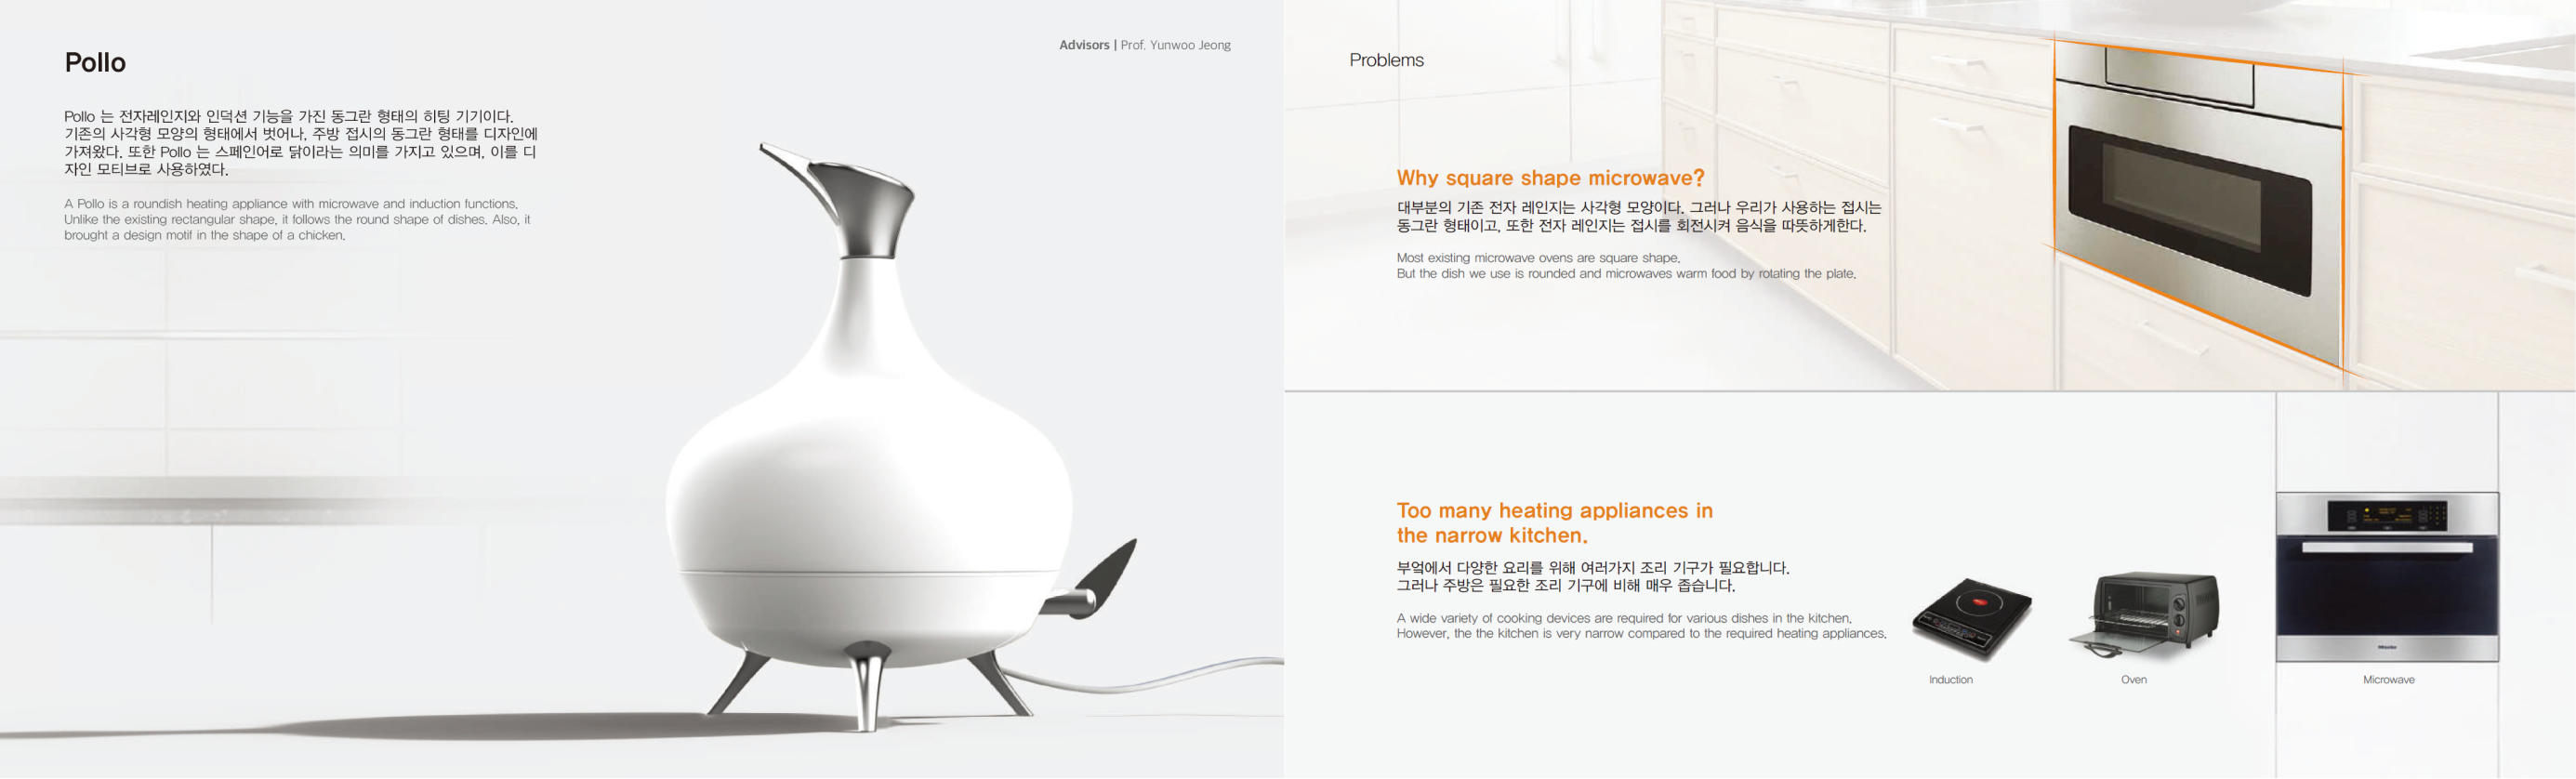 Pollo
Advisors | Prof. Yunwoo Jeong
Pollo 는 전자레인지와 인덕션 기능을 가진 동그란 형태의 히팅 기기이다.
기존의 사각형 모양의 형태에서 벗어나, 주방 접시의 동그란 형태를 디자인에
가져왔다. 또한 Pollo 는 스페인어로 닭이라는 의미를 가지고 있으며, 이를 디
자인 모티브로 사용하였다.
A Pollo is a roundish heating appliance with microwave and induction functions.
Unlike the existing rectangular shape, it follows the round shape of dishes. Also, it
brought a design motif in the shape of a chicken.
Problems
Why square shape microwave?
대부분의 기존 전자 레인지는 사각형 모양이다. 그러나 우리가 사용하는 접시는
동그란 형태이고, 또한 전자 레인지는 접시를 회전시켜 음식을 따뜻하게한다.
Most existing microwave ovens are square shape.
But the dish we use is rounded and microwaves warm food by rotating the plate.
Too many heating appliances in
the narrow kitchen.
부엌에서 다양한 요리를 위해 여러가지 조리 기구가 필요합니다.
그러나 주방은 필요한 조리 기구에 비해 매우 좁습니다.
A wide variety of cooking devices are required for various dishes in the kitchen.
However, the the kitchen is very narrow compared to the required heating appliances.
Miele
Induction
Oven
Microwave